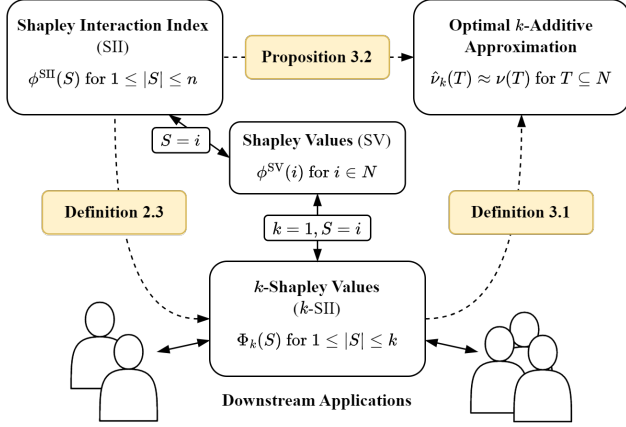 Shapley Interaction Index
(SII)
ϕ^SII(S) for 1 ≤ |S| ≤ n
Proposition 3.2
Optimal k-Additive
Approximation
ν̂_k(T) ≈ ν(T) for T ⊆ N
S = i
Shapley Values (SV)
ϕ^SV(i) for i ∈ N
Definition 2.3
k = 1, S = i
Definition 3.1
k-Shapley Values
(k-SII)
Φ_k(S) for 1 ≤ |S| ≤ k
Downstream Applications